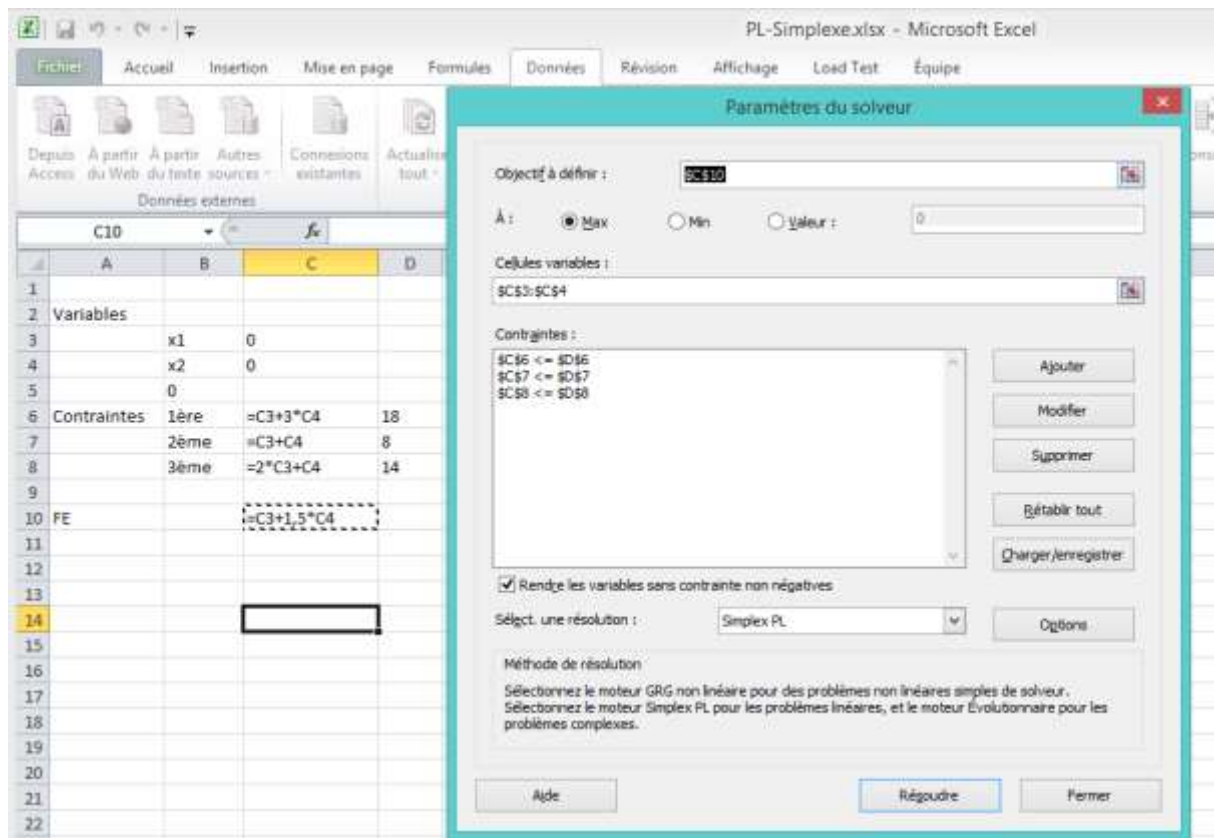 PL-Simplexe.xlsx - Microsoft Excel
Fichier Accueil Insertion Mise en page Formules Données Révision Affichage Load Test Équipe
Depuis Access
À partir du Web
À partir du texte
Autres sources
Connexions existantes
Actualiser tout
Données externes
C10 fx
A B C D
1
2 Variables
3 x1 0
4 x2 0
5 0
6 Contraintes 1ère =C3+3*C4 18
7 2ème =C3+C4 8
8 3ème =2*C3+C4 14
9
10 FE =C3+1,5*C4
11
12
13
14
15
16
17
18
19
20
21
22
Paramètres du solveur
Objectif à définir : $C$10
À : Max Min Valeur : 0
Cellules variables :
$C$3:$C$4
Contraintes :
$C$6 <= $D$6
$C$7 <= $D$7
$C$8 <= $D$8
Ajouter
Modifier
Supprimer
Rétablir tout
Charger/enregistrer
Rendre les variables sans contrainte non négatives
Sélect. une résolution : Simplex PL Options
Méthode de résolution
Sélectionnez le moteur GRG non linéaire pour des problèmes non linéaires simples de solveur.
Sélectionnez le moteur Simplex PL pour les problèmes linéaires, et le moteur Évolutionnaire pour les
problèmes complexes.
Aide Résoudre Fermer